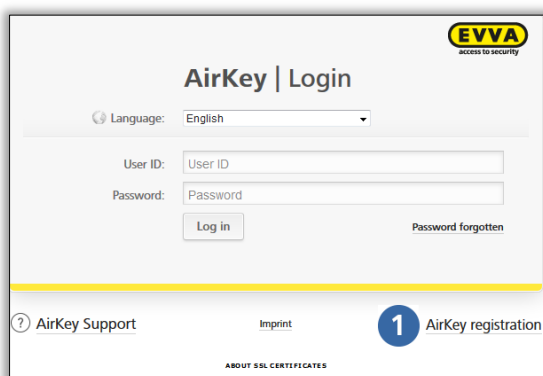 EVVA
access to security
AirKey | Login
Language: English
User ID: User ID
Password: Password
Log in Password forgotten
? AirKey Support Imprint 1 AirKey registration
ABOUT SSL CERTIFICATES